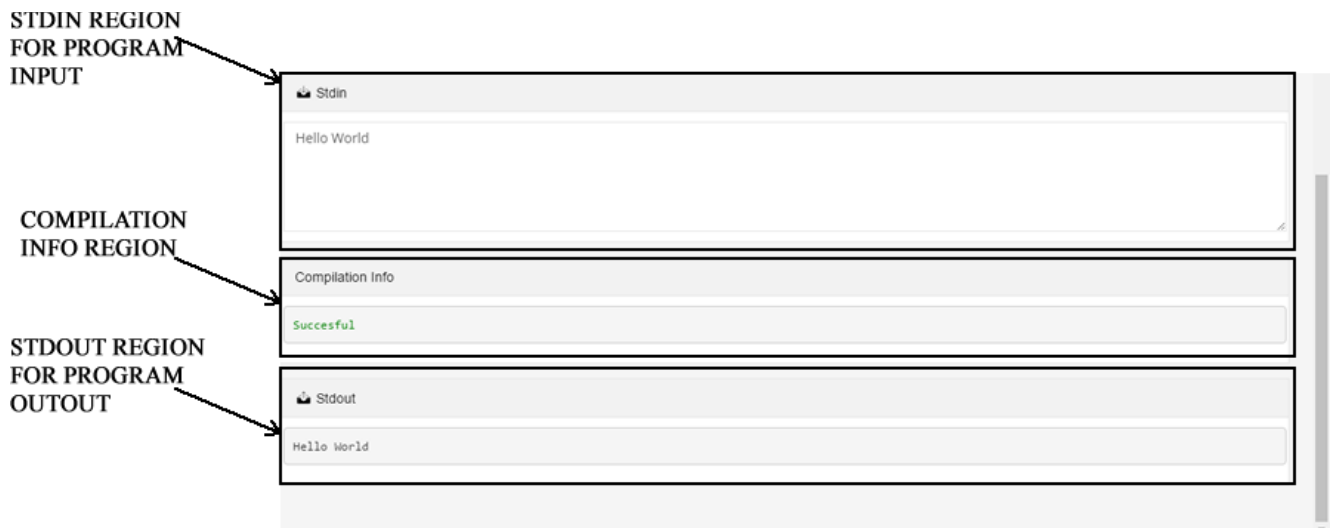 STDIN REGION
FOR PROGRAM
INPUT
Stdin
Hello World
COMPILATION
INFO REGION
Compilation Info
Succesful
STDOUT REGION
FOR PROGRAM
OUTOUT
Stdout
Hello World